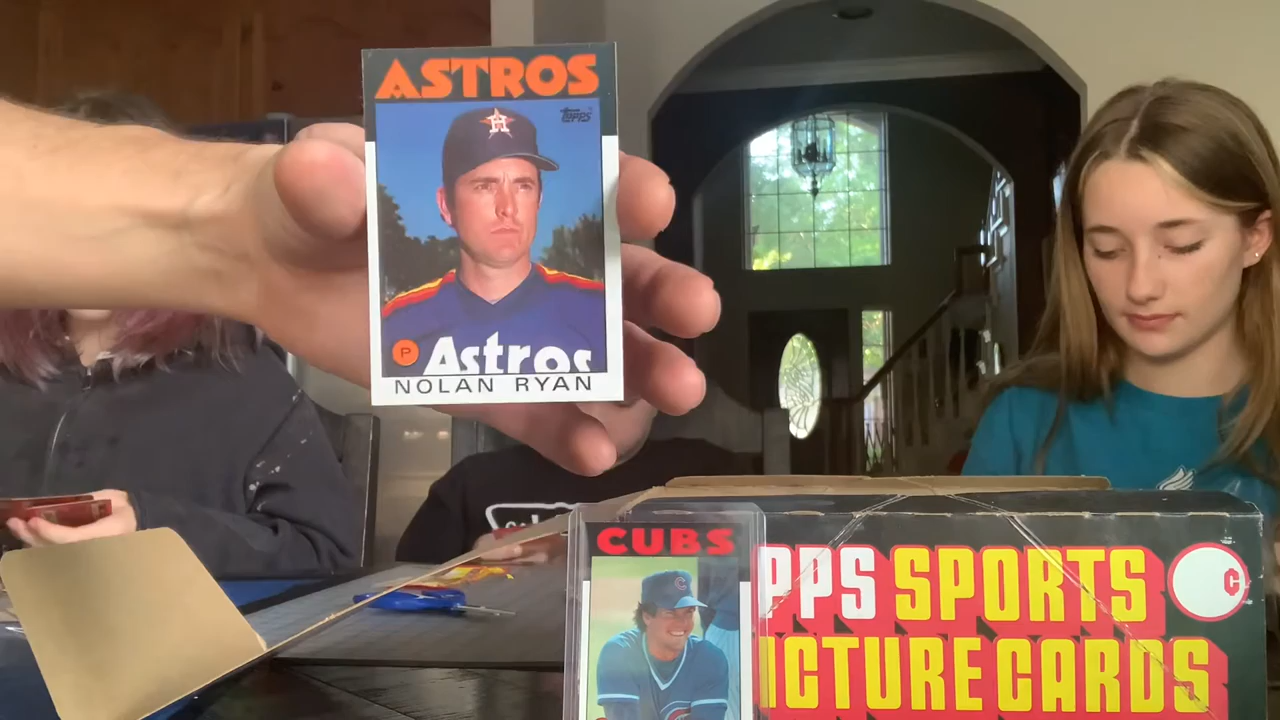 ASTROS
Topps
H
P
Astros
NOLAN RYAN
CUBS
C
PPS SPORTS
C
ICTURE CARDS